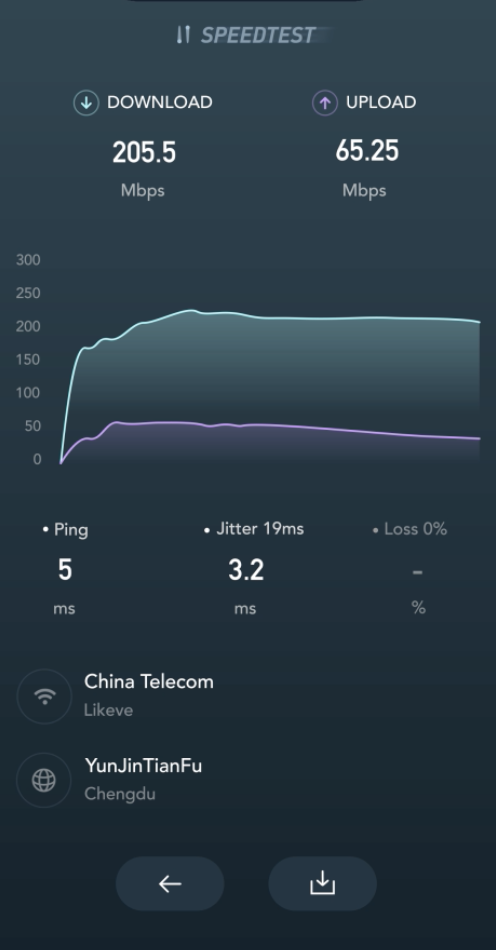 SPEEDTEST
DOWNLOAD UPLOAD
205.5 65.25
Mbps Mbps
300
250
200
150
100
50
0
• Ping • Jitter 19ms • Loss 0%
5 3.2 -
ms ms %
China Telecom
Likeve
YunJinTianFu
Chengdu